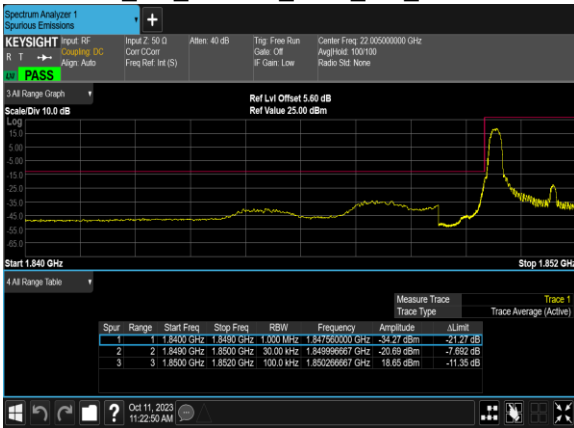 Spectrum Analyzer 1
Spurious Emissions
KEYSIGHT Input: RF Input Z: 50 Ω Atten: 40 dB Trig: Free Run Center Freq: 22.005000000 GHz
R T Coupling: DC Corr CCorr Gate: Off Avg|Hold: 100/100
Align: Auto Freq Ref: Int (S) IF Gain: Low Radio Std: None
PASS
3 All Range Graph
Ref Lvl Offset 5.60 dB
Scale/Div 10.0 dB Ref Value 25.00 dBm
Log
15.0
5.00
-5.00
-15.0
-25.0
-35.0
-45.0
-55.0
-65.0
Start 1.840 GHz Stop 1.852 GHz
4 All Range Table
Measure Trace Trace 1
Trace Type Trace Average (Active)
Spur Range Start Freq Stop Freq RBW Frequency Amplitude ΔLimit
1 1 1.8400 GHz 1.8490 GHz 1.000 MHz 1.847560000 GHz -34.27 dBm -21.27 dB
2 2 1.8490 GHz 1.8500 GHz 30.00 kHz 1.849996667 GHz -20.69 dBm -7.692 dB
3 3 1.8500 GHz 1.8520 GHz 100.0 kHz 1.850266667 GHz 18.65 dBm -11.35 dB
Oct 11, 2023
11:22:50 AM